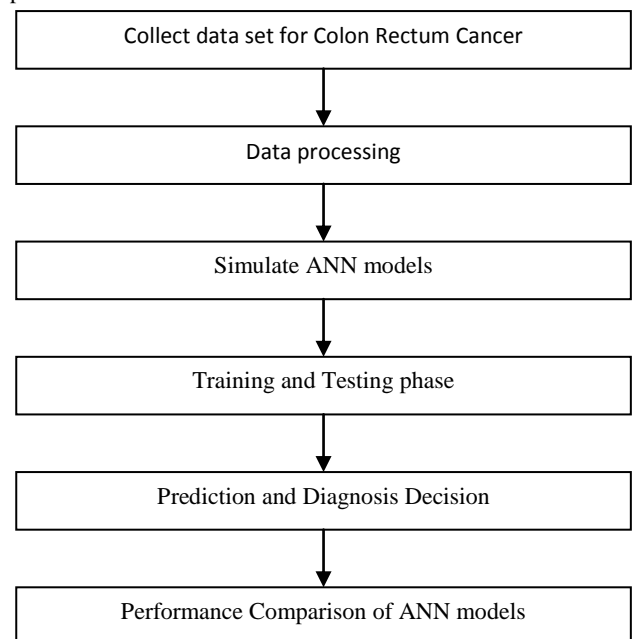 Collect data set for Colon Rectum Cancer
Data processing
Simulate ANN models
Training and Testing phase
Prediction and Diagnosis Decision
Performance Comparison of ANN models